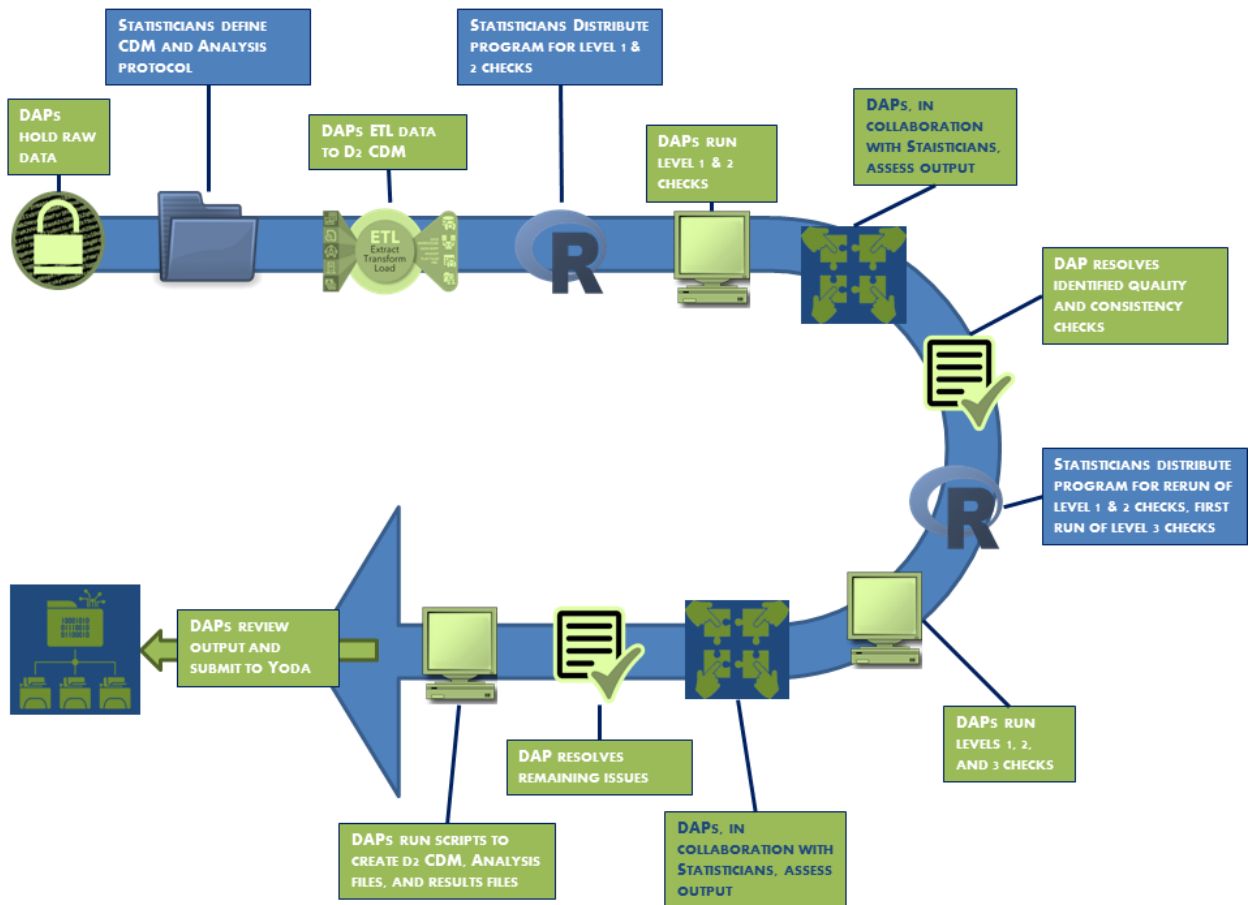 STATISTICIANS DEFINE
CDM AND ANALYSIS
PROTOCOL
STATISTICIANS DISTRIBUTE
PROGRAM FOR LEVEL 1 &
2 CHECKS
DAPS
HOLD RAW
DATA
DAPS ETL DATA
TO D2 CDM
DAPS RUN
LEVEL 1 & 2
CHECKS
DAPS, IN
COLLABORATION
WITH STAISTICIANS,
ASSESS OUTPUT
ETL
Extract
Transform
Load
R
DAP RESOLVES
IDENTIFIED QUALITY
AND CONSISTENCY
CHECKS
STATISTICIANS DISTRIBUTE
PROGRAM FOR RERUN OF
LEVEL 1 & 2 CHECKS, FIRST
RUN OF LEVEL 3 CHECKS
R
DAPS RUN
LEVELS 1, 2,
AND 3 CHECKS
DAPS, IN
COLLABORATION
WITH STATISTICIANS,
ASSESS OUTPUT
DAP RESOLVES
REMAINING ISSUES
DAPS RUN SCRIPTS TO
CREATE D2 CDM, ANALYSIS
FILES, AND RESULTS FILES
DAPS REVIEW
OUTPUT AND
SUBMIT TO YODA
10001010
01110010
01100010